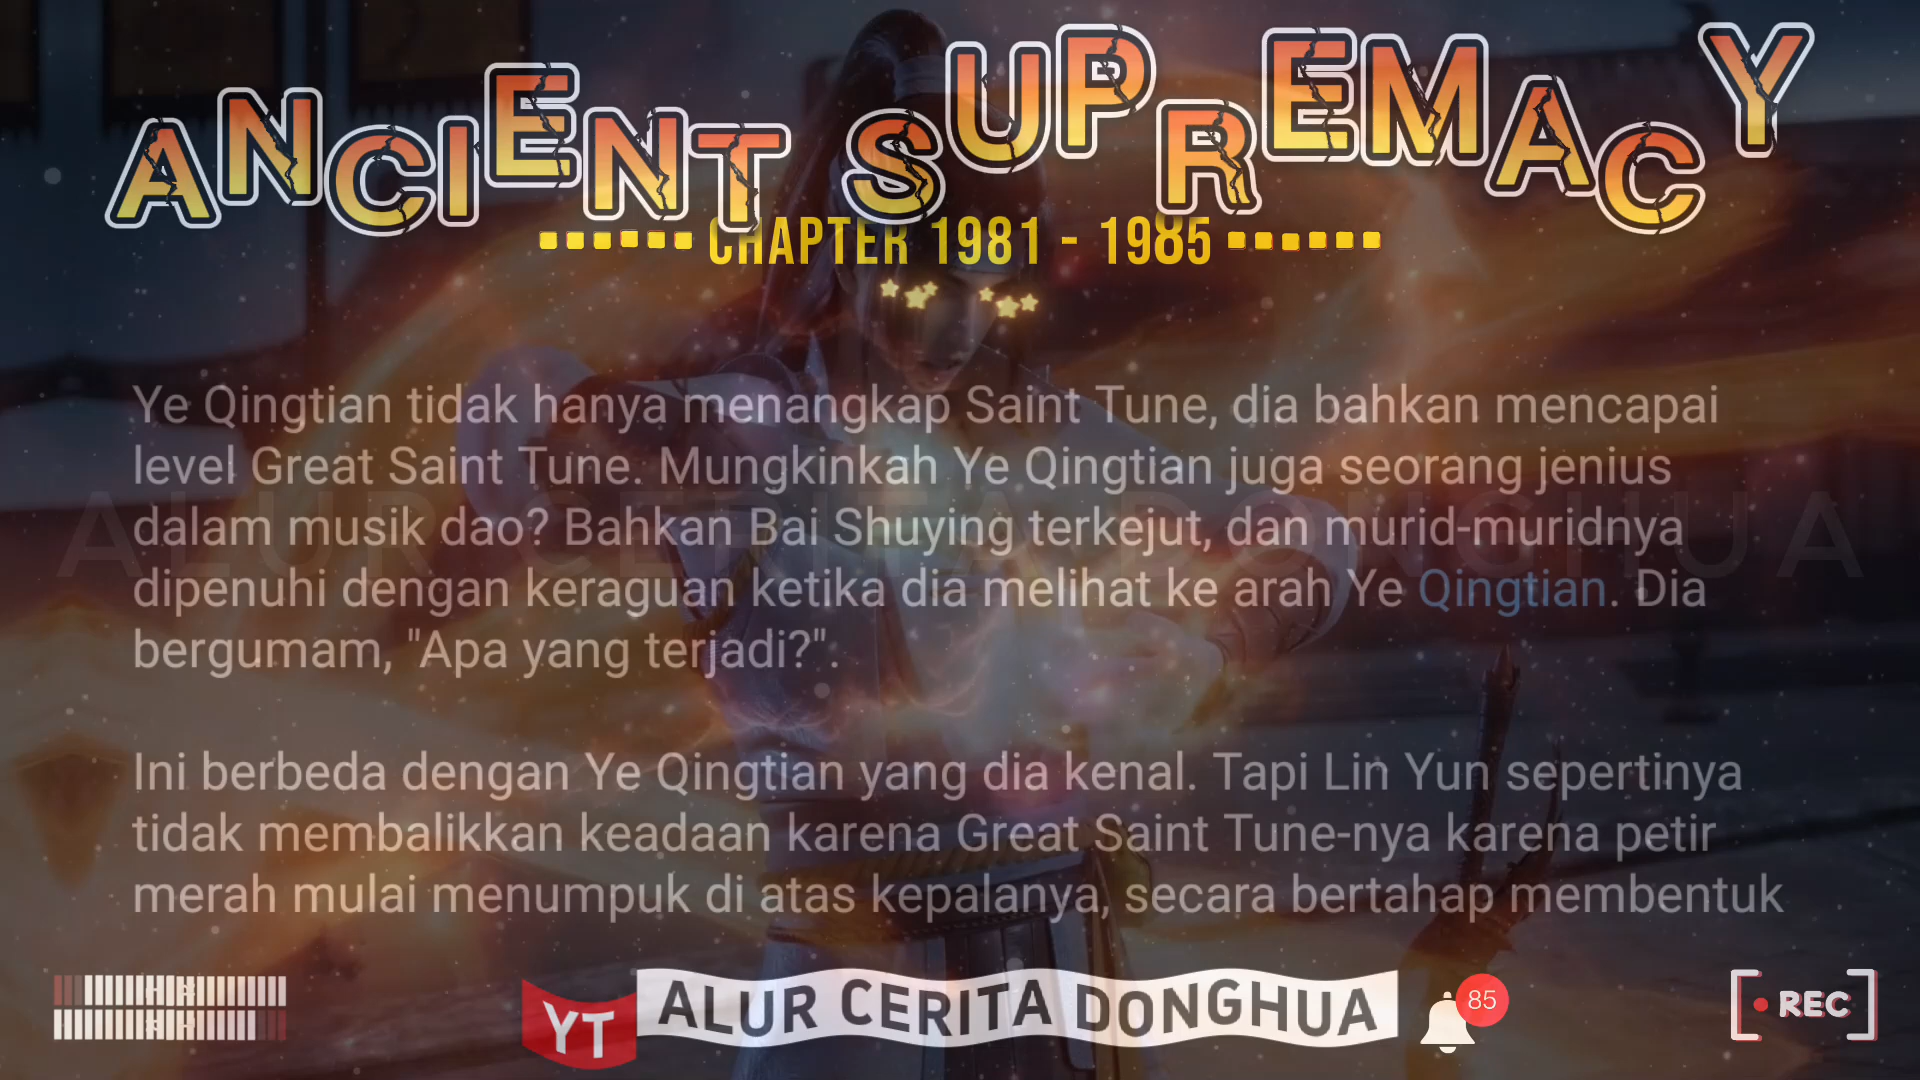 ANCIENT SUPREMACY
CHAPTER 1981 - 1985
Ye Qingtian tidak hanya menangkap Saint Tune, dia bahkan mencapai
level Great Saint Tune. Mungkinkah Ye Qingtian juga seorang jenius
dalam musik dao? Bahkan Bai Shuying terkejut, dan murid-muridnya
ALUR CERITA DONGHUA
dipenuhi dengan keraguan ketika dia melihat ke arah Ye Qingtian. Dia
bergumam, "Apa yang terjadi?".
Ini berbeda dengan Ye Qingtian yang dia kenal. Tapi Lin Yun sepertinya
tidak membalikkan keadaan karena Great Saint Tune-nya karena petir
merah mulai menumpuk di atas kepalanya, secara bertahap membentuk
YT ALUR CERITA DONGHUA 85
REC